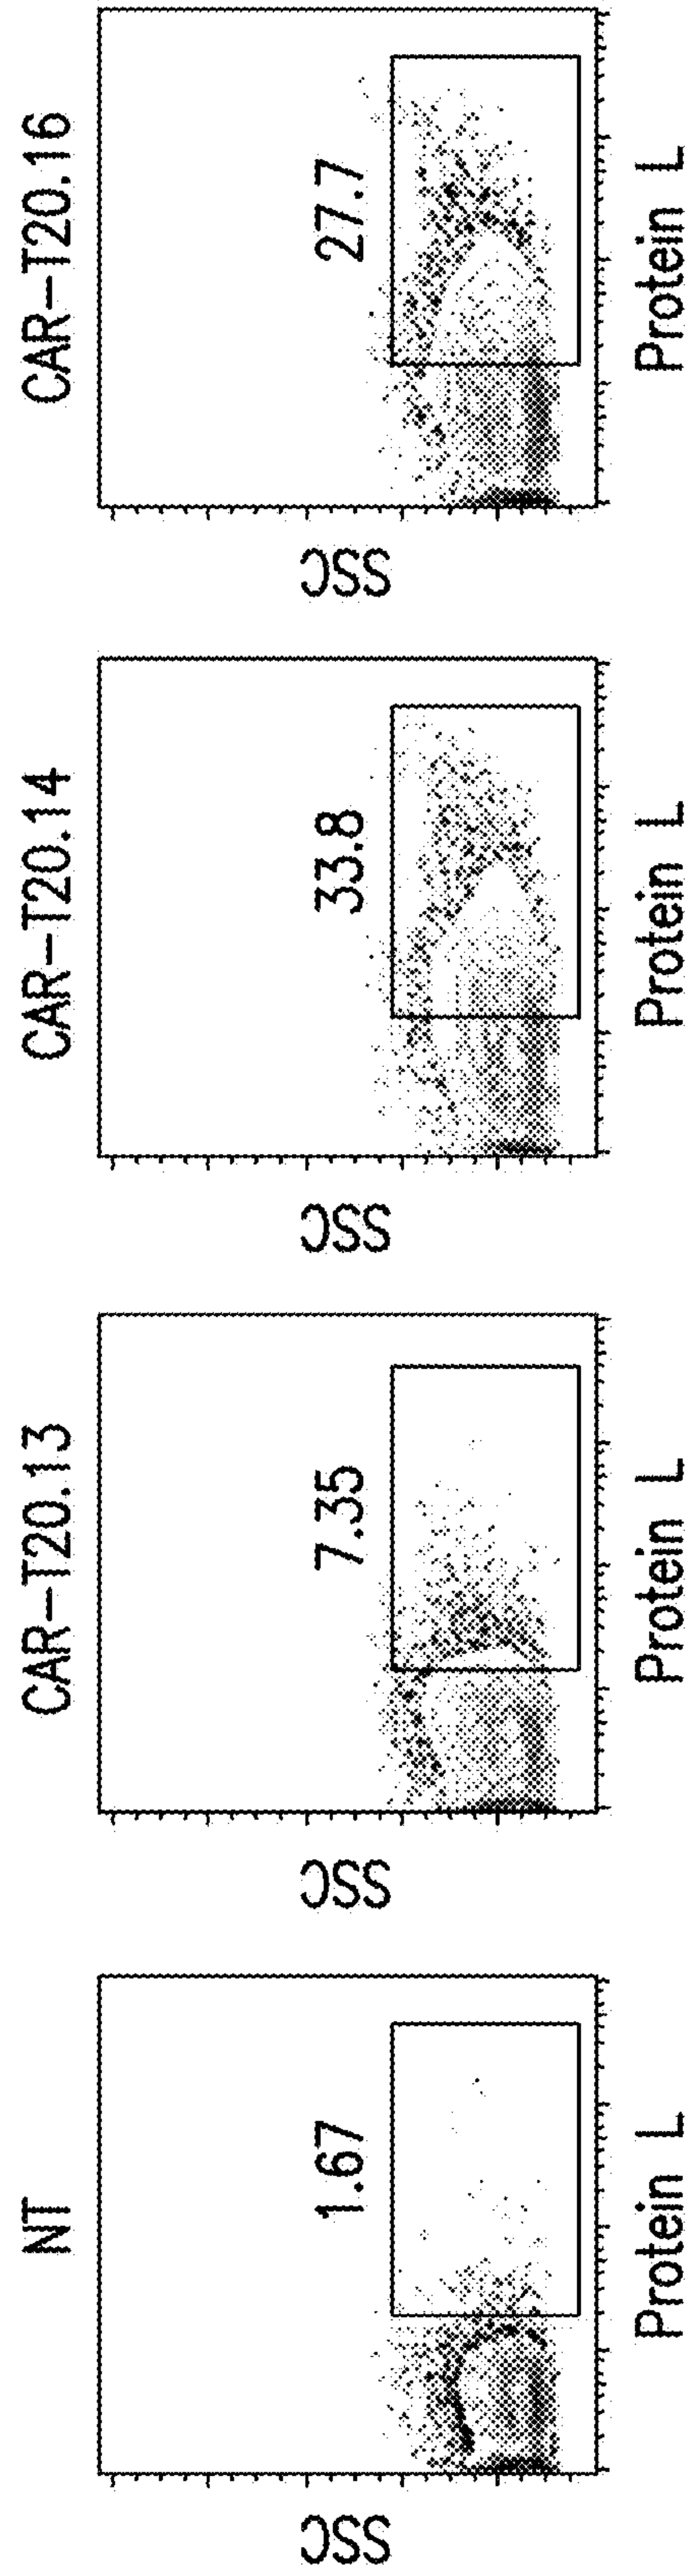 NT
1.67
SSC
Protein L
CAR-T20.13
7.35
SSC
Protein L
CAR-T20.14
33.8
SSC
Protein L
CAR-T20.16
27.7
SSC
Protein L